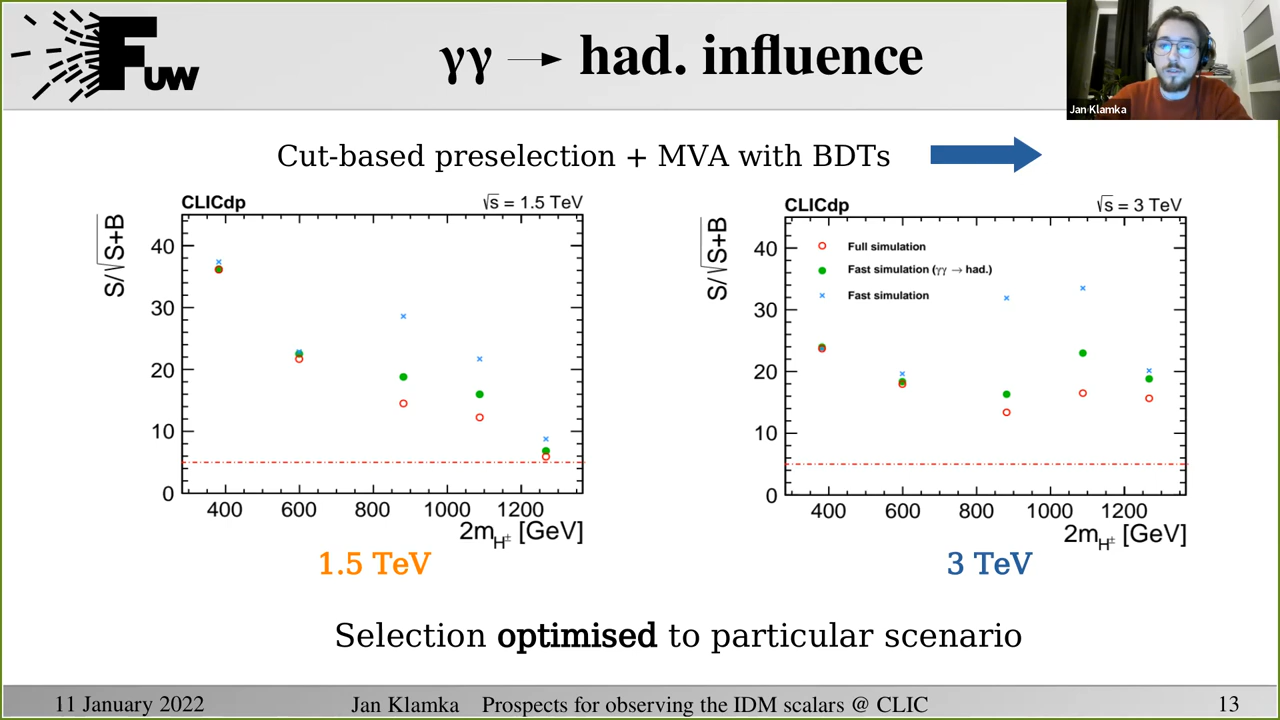 FUW
γγ → had. influence
Jan Klamka
Cut-based preselection + MVA with BDTs
CLICdp
√s = 1.5 TeV
S/√S+B
40
30
20
10
0
400 600 800 1000 1200
2mH± [GeV]
1.5 TeV
CLICdp
√s = 3 TeV
S/√S+B
Full simulation
Fast simulation (γγ → had.)
Fast simulation
40
30
20
10
0
400 600 800 1000 1200
2mH± [GeV]
3 TeV
Selection optimised to particular scenario
11 January 2022 Jan Klamka Prospects for observing the IDM scalars @ CLIC 13